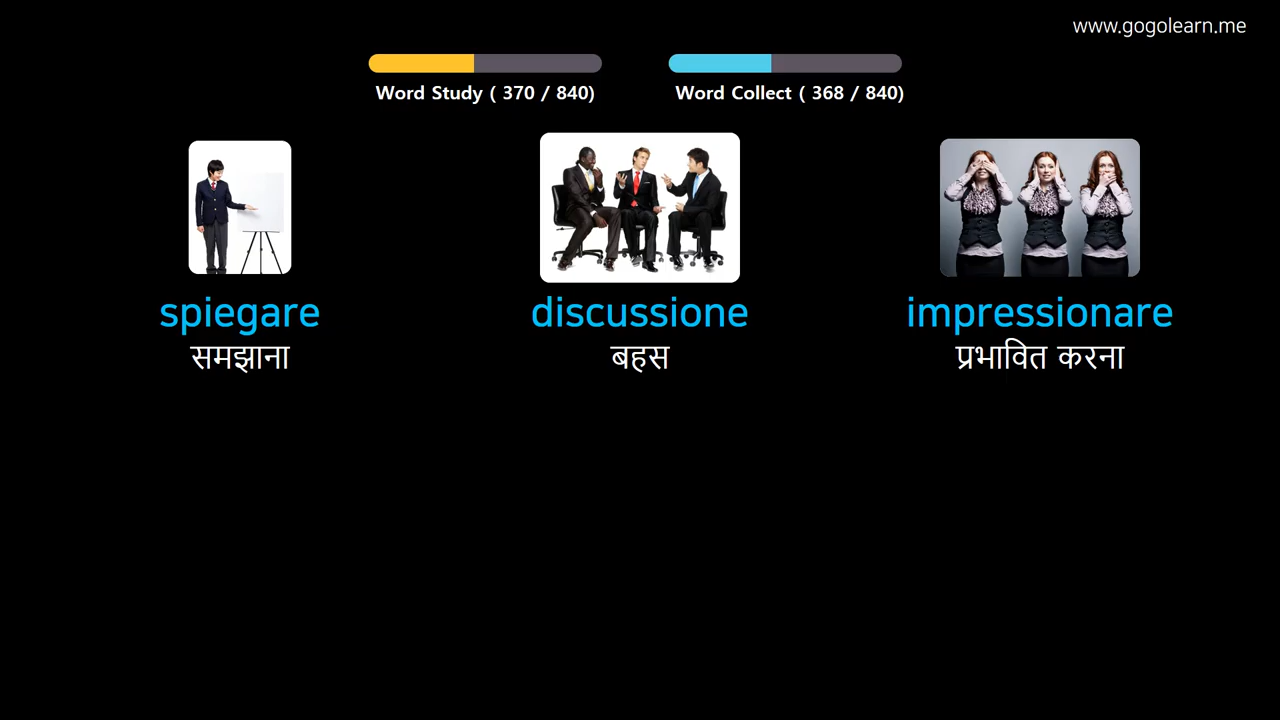 www.gogolearn.me
Word Study ( 370 / 840)
Word Collect ( 368 / 840)
spiegare
समझाना
discussione
बहस
impressionare
प्रभावित करना